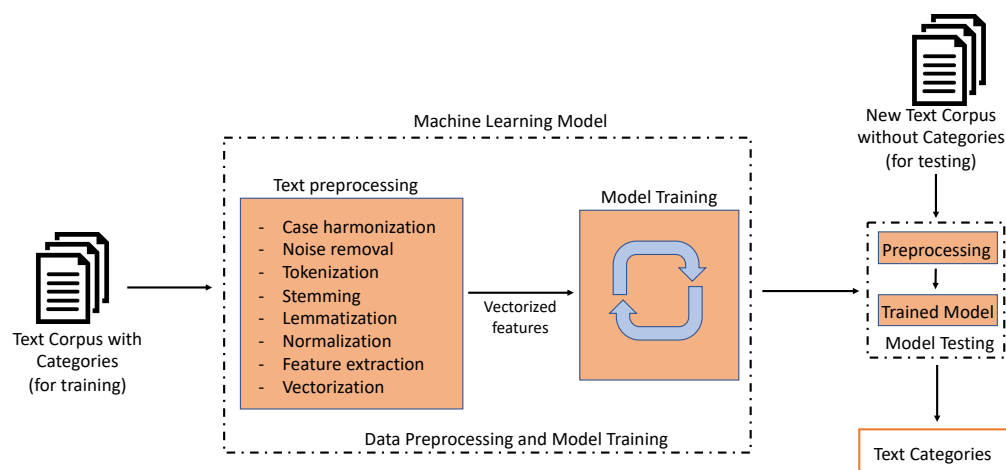 Machine Learning Model
Text preprocessing
- Case harmonization
- Noise removal
- Tokenization
- Stemming
- Lemmatization
- Normalization
- Feature extraction
- Vectorization
Text Corpus with
Categories
(for training)
Vectorized
features
Model Training
Data Preprocessing and Model Training
New Text Corpus
without Categories
(for testing)
Preprocessing
Trained Model
Model Testing
Text Categories